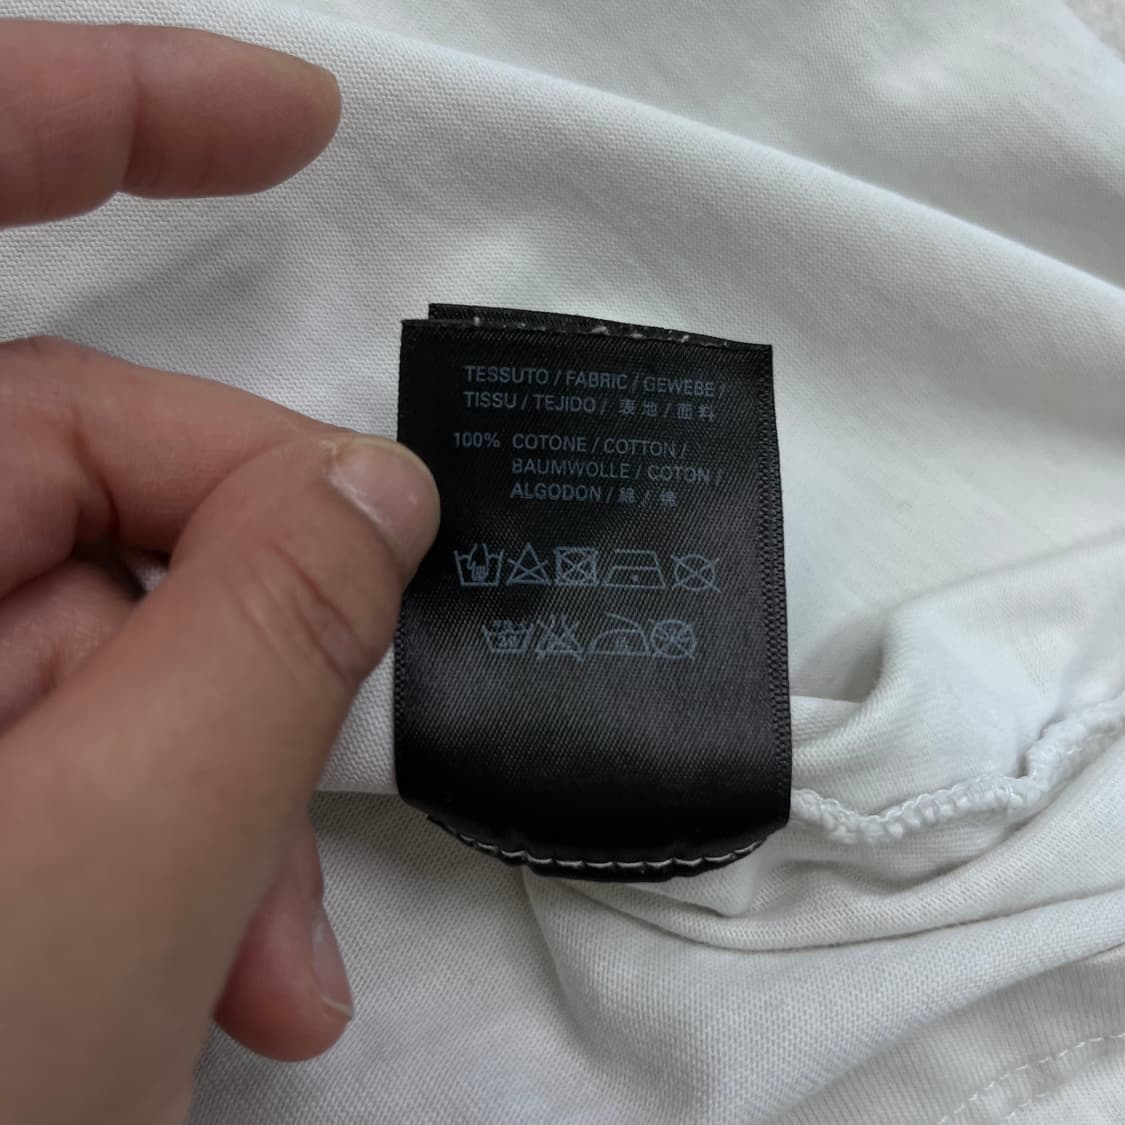 TESSUTO / FABRIC / GEWEBE /
TISSU / TEJIDO / 表地 / 面料
100% COTONE / COTTON /
BAUMWOLLE / COTON /
ALGODON / 綿 / 棉